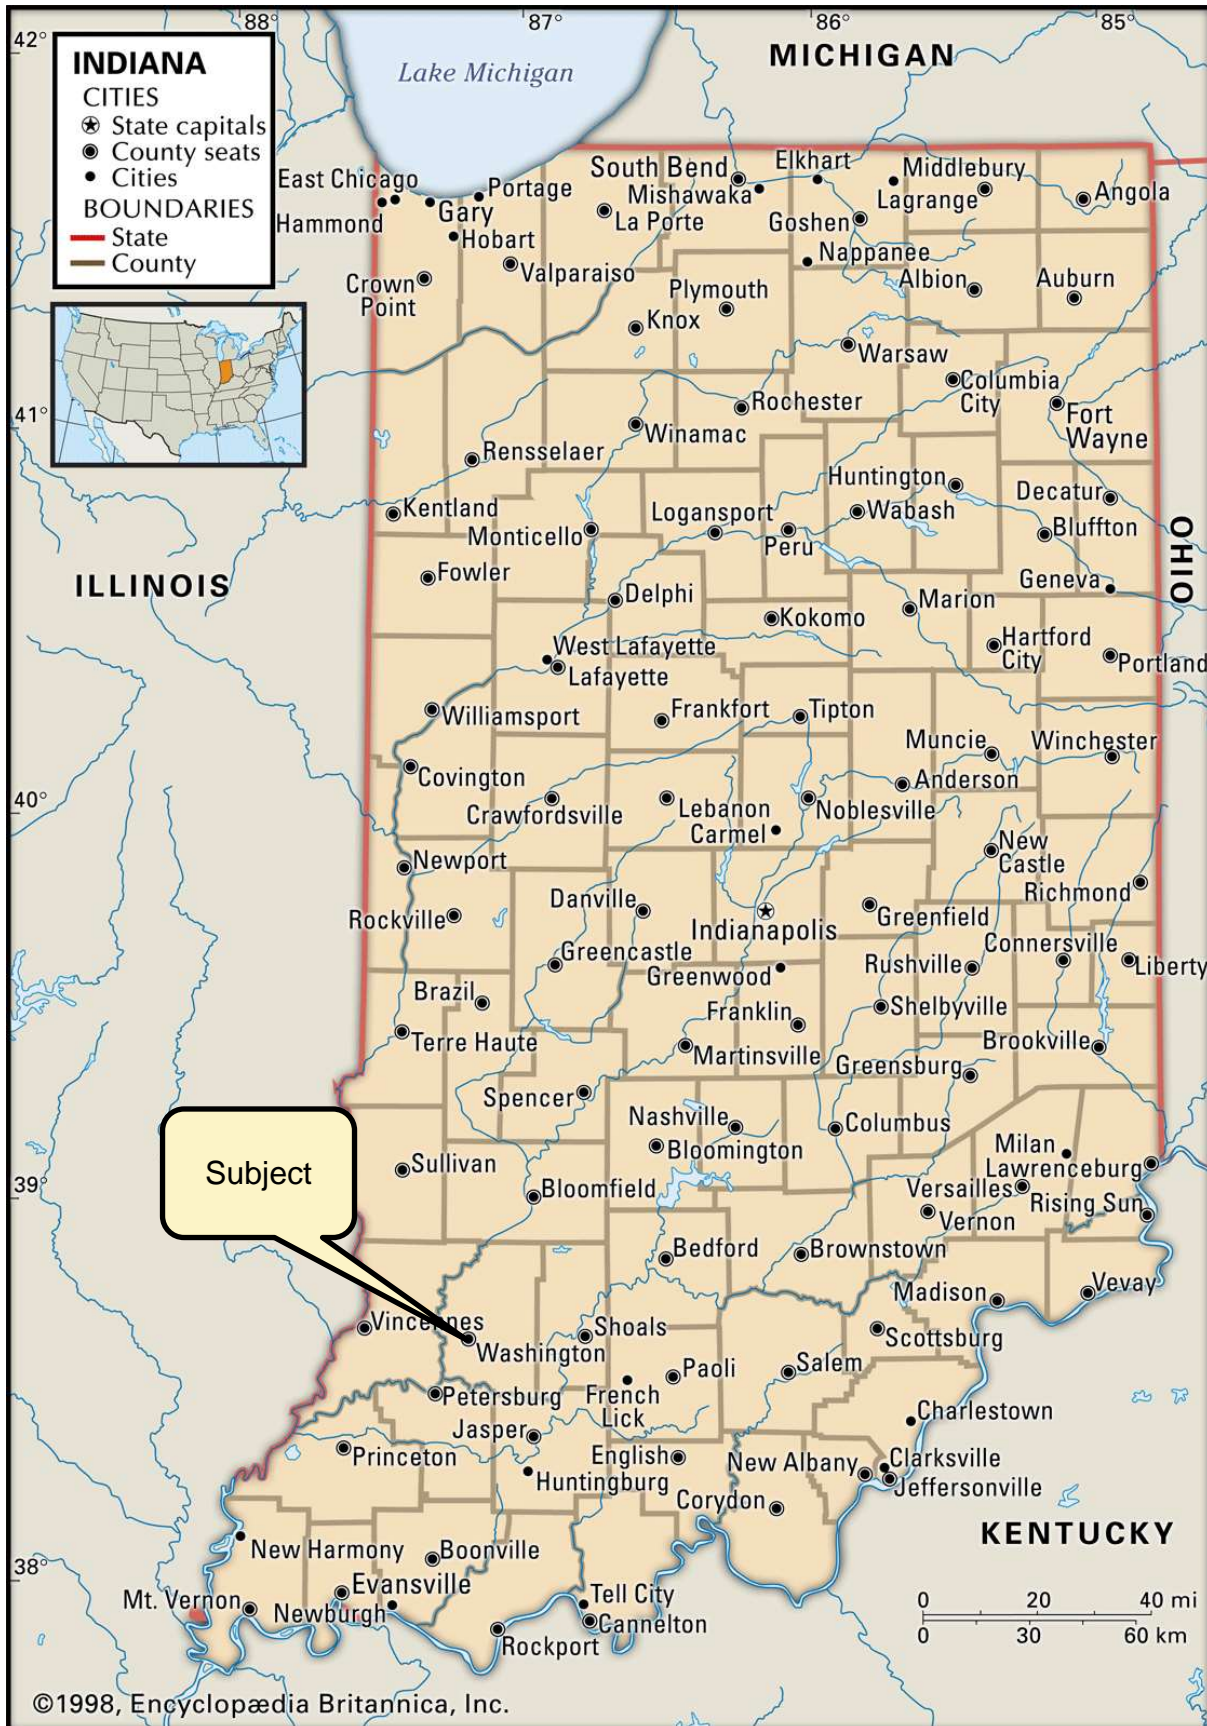 88°
87°
86°
85°
42°
41°
40°
39°
38°
INDIANA
CITIES
State capitals
County seats
Cities
BOUNDARIES
State
County
Lake Michigan
MICHIGAN
ILLINOIS
OHIO
KENTUCKY
East Chicago
Hammond
Gary
Portage
Hobart
Crown
Point
Valparaiso
La Porte
South Bend
Mishawaka
Elkhart
Goshen
Nappanee
Middlebury
Lagrange
Angola
Albion
Auburn
Plymouth
Knox
Warsaw
Columbia
City
Fort
Wayne
Rochester
Winamac
Rensselaer
Kentland
Monticello
Logansport
Peru
Huntington
Wabash
Decatur
Bluffton
Geneva
Fowler
Delphi
Kokomo
Marion
Hartford
City
Portland
West Lafayette
Lafayette
Williamsport
Frankfort
Tipton
Muncie
Winchester
Covington
Crawfordsville
Lebanon
Carmel
Noblesville
Anderson
New
Castle
Richmond
Newport
Rockville
Danville
Indianapolis
Greenfield
Connersville
Liberty
Greencastle
Greenwood
Rushville
Brazil
Franklin
Shelbyville
Terre Haute
Martinsville
Greensburg
Brookville
Spencer
Nashville
Bloomington
Columbus
Milan
Lawrenceburg
Subject
Sullivan
Bloomfield
Versailles
Rising Sun
Vernon
Bedford
Brownstown
Madison
Vevay
Vincennes
Washington
Shoals
Scottsburg
Paoli
Salem
Petersburg
French
Lick
Jasper
Charlestown
Princeton
Huntingburg
English
New Albany
Clarksville
Jeffersonville
Corydon
New Harmony
Boonville
Evansville
Mt. Vernon
Newburgh
Tell City
Cannelton
Rockport
0 20 40 mi
0 30 60 km
©1998, Encyclopædia Britannica, Inc.